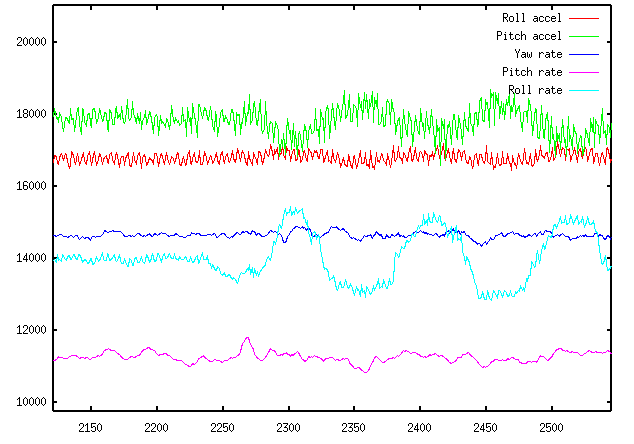 20000
18000
16000
14000
12000
10000
2150
2200
2250
2300
2350
2400
2450
2500
Roll accel
Pitch accel
Yaw rate
Pitch rate
Roll rate